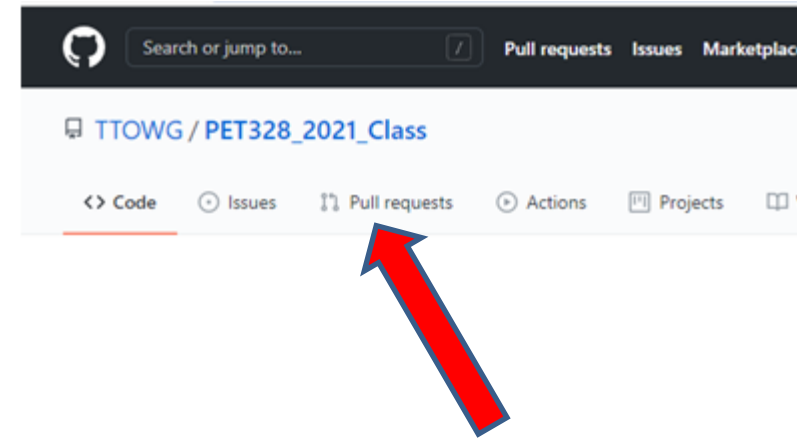 Search or jump to... / Pull requests Issues
TTOWG / PET328_2021_Class
<> Code Issues Pull requests Actions Projects